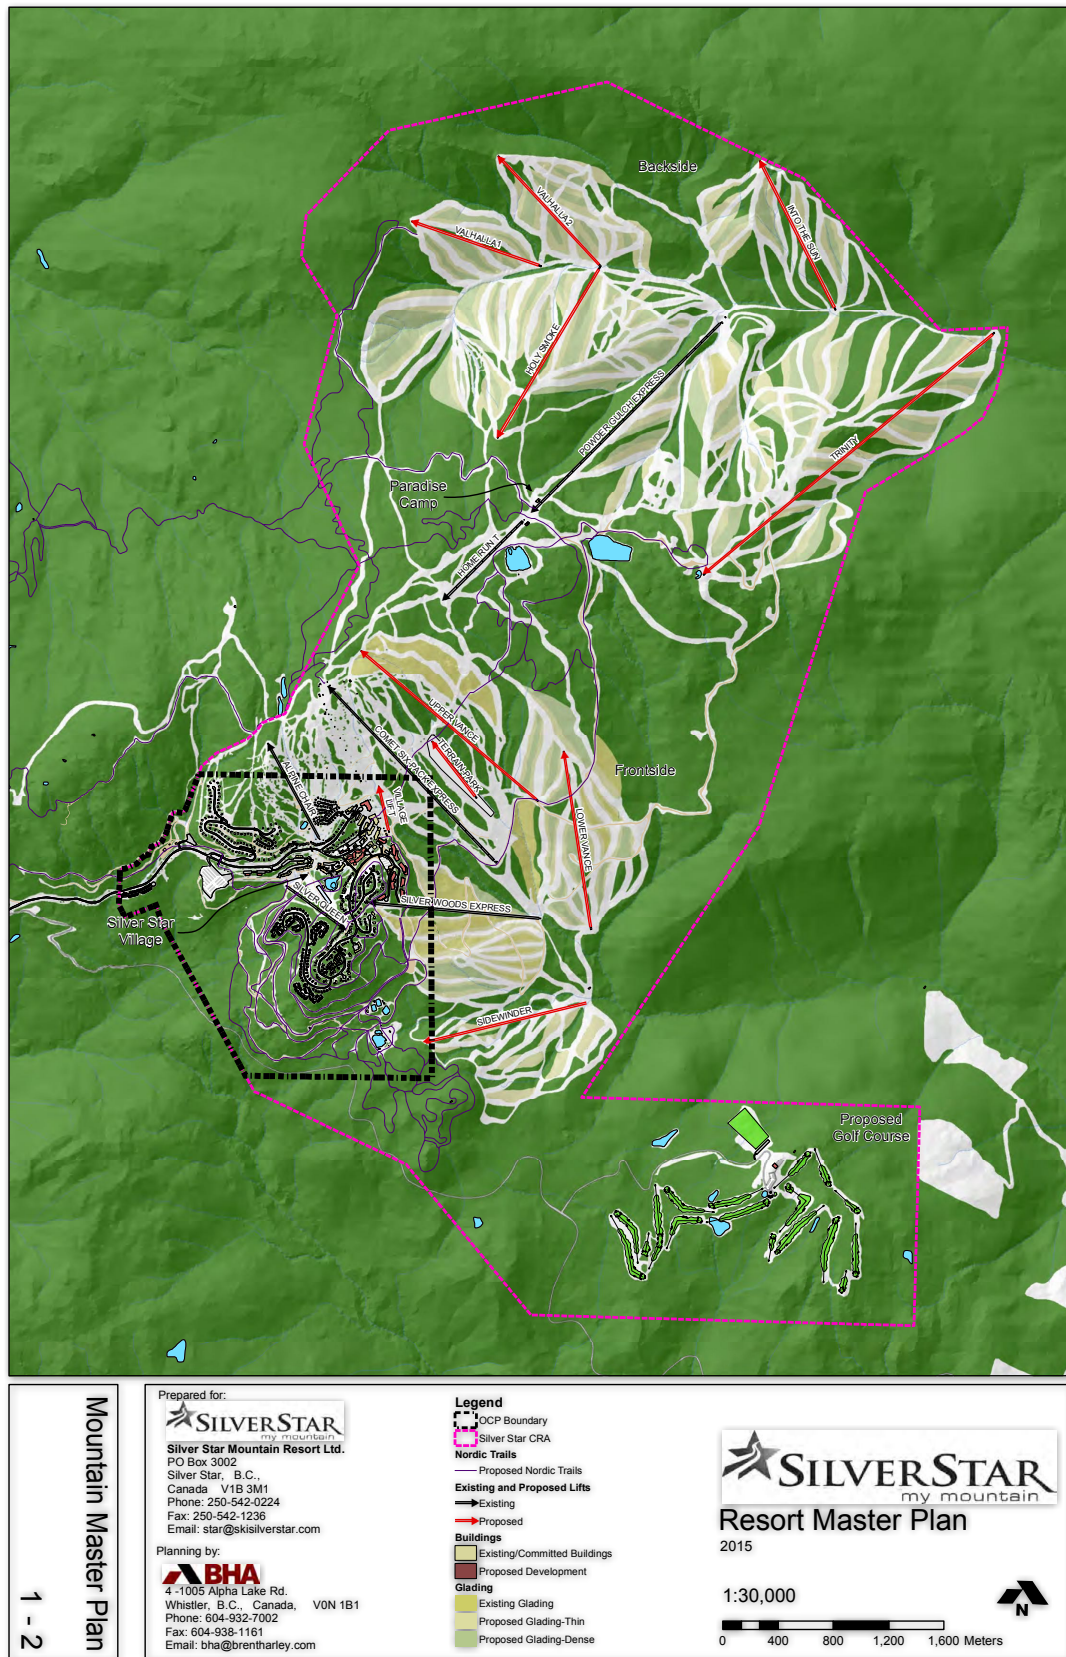 Backside
VALHALLA 2
VALHALLA 1
INTO THE SUN
HOLY SMOKE
POWDER GULCH EXPRESS
TRINITY
Paradise
Camp
HOME RUN T
UPPER VANCE
TERRAIN PARK
COMET SIX-PACK EXPRESS
Frontside
ALPINE CHAIR
VILLAGE
LIFT
LOWER VANCE
SILVER QUEEN
SILVER WOODS EXPRESS
Silver Star
Village
SIDEWINDER
Proposed
Golf Course
Mountain Master Plan
1 - 2
Prepared for:
SILVERSTAR
my mountain
Silver Star Mountain Resort Ltd.
PO Box 3002
Silver Star, B.C.,
Canada V1B 3M1
Phone: 250-542-0224
Fax: 250-542-1236
Email: star@skisilverstar.com
Planning by:
BHA
4 -1005 Alpha Lake Rd.
Whistler, B.C., Canada, V0N 1B1
Phone: 604-932-7002
Fax: 604-938-1161
Email: bha@brentharley.com
Legend
OCP Boundary
Silver Star CRA
Nordic Trails
Proposed Nordic Trails
Existing and Proposed Lifts
Existing
Proposed
Buildings
Existing/Committed Buildings
Proposed Development
Glading
Existing Glading
Proposed Glading-Thin
Proposed Glading-Dense
SILVERSTAR
my mountain
Resort Master Plan
2015
1:30,000
N
0 400 800 1,200 1,600 Meters